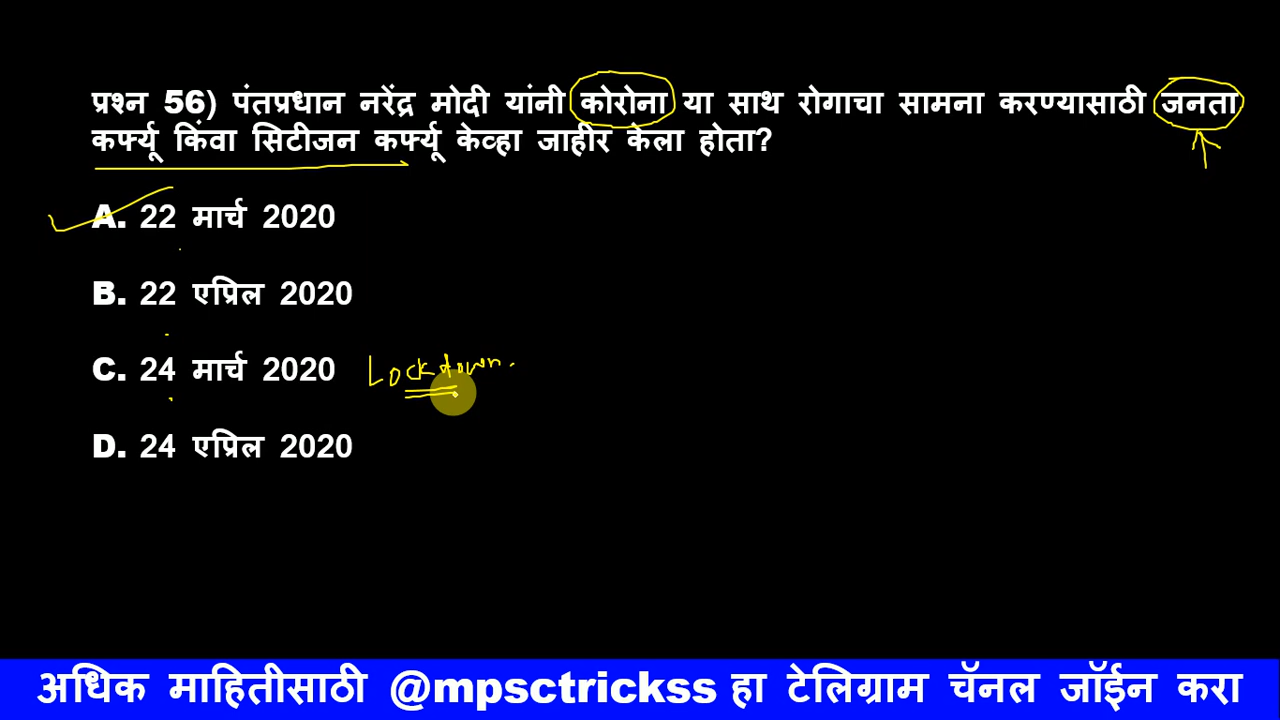 प्रश्न 56) पंतप्रधान नरेंद्र मोदी यांनी कोरोना या साथ रोगाचा सामना करण्यासाठी जनता
कर्फ्यू किंवा सिटीजन कर्फ्यू केव्हा जाहीर केला होता?
A. 22 मार्च 2020
B. 22 एप्रिल 2020
C. 24 मार्च 2020 Lockdown.
D. 24 एप्रिल 2020
अधिक माहितीसाठी @mpsctrickss हा टेलिग्राम चॅनल जॉईन करा